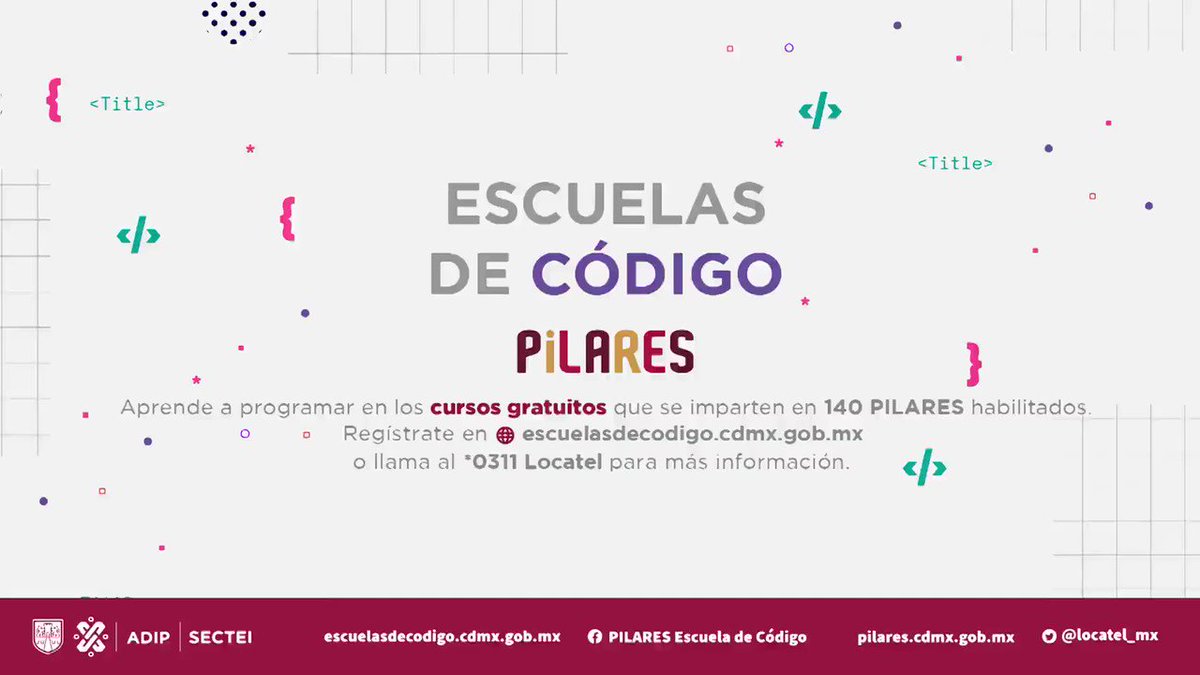 { <Title>
</>
<Title>
</>
{
ESCUELAS
DE CÓDIGO
PiLARES
}
Aprende a programar en los cursos gratuitos que se imparten en 140 PILARES habilitados.
Regístrate en escuelasdecodigo.cdmx.gob.mx
o llama al *0311 Locatel para más información.
</>
ADIP | SECTEI
escuelasdecodigo.cdmx.gob.mx
PILARES Escuela de Código
pilares.cdmx.gob.mx
@locatel_mx